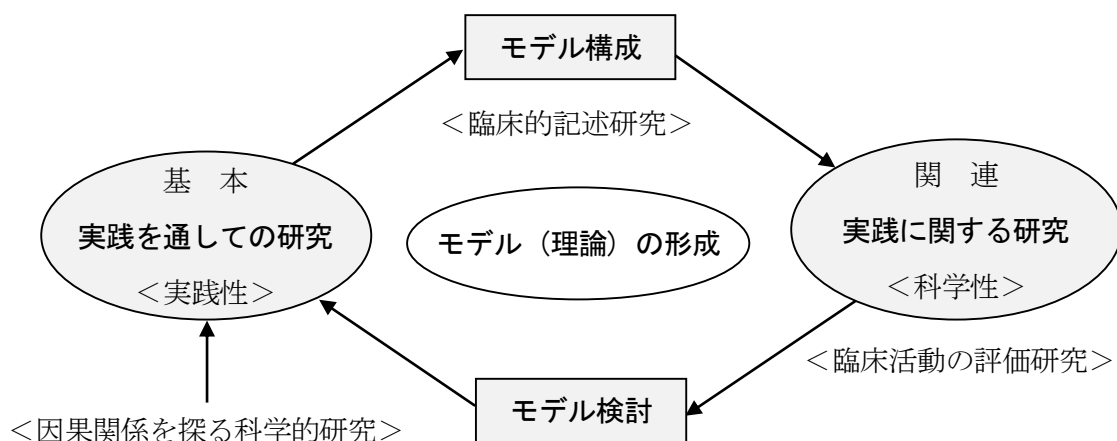 モデル構成
＜臨床的記述研究＞
基　本
実践を通しての研究
＜実践性＞
モデル（理論）の形成
関　連
実践に関する研究
＜科学性＞
＜臨床活動の評価研究＞
モデル検討
＜因果関係を探る科学的研究＞